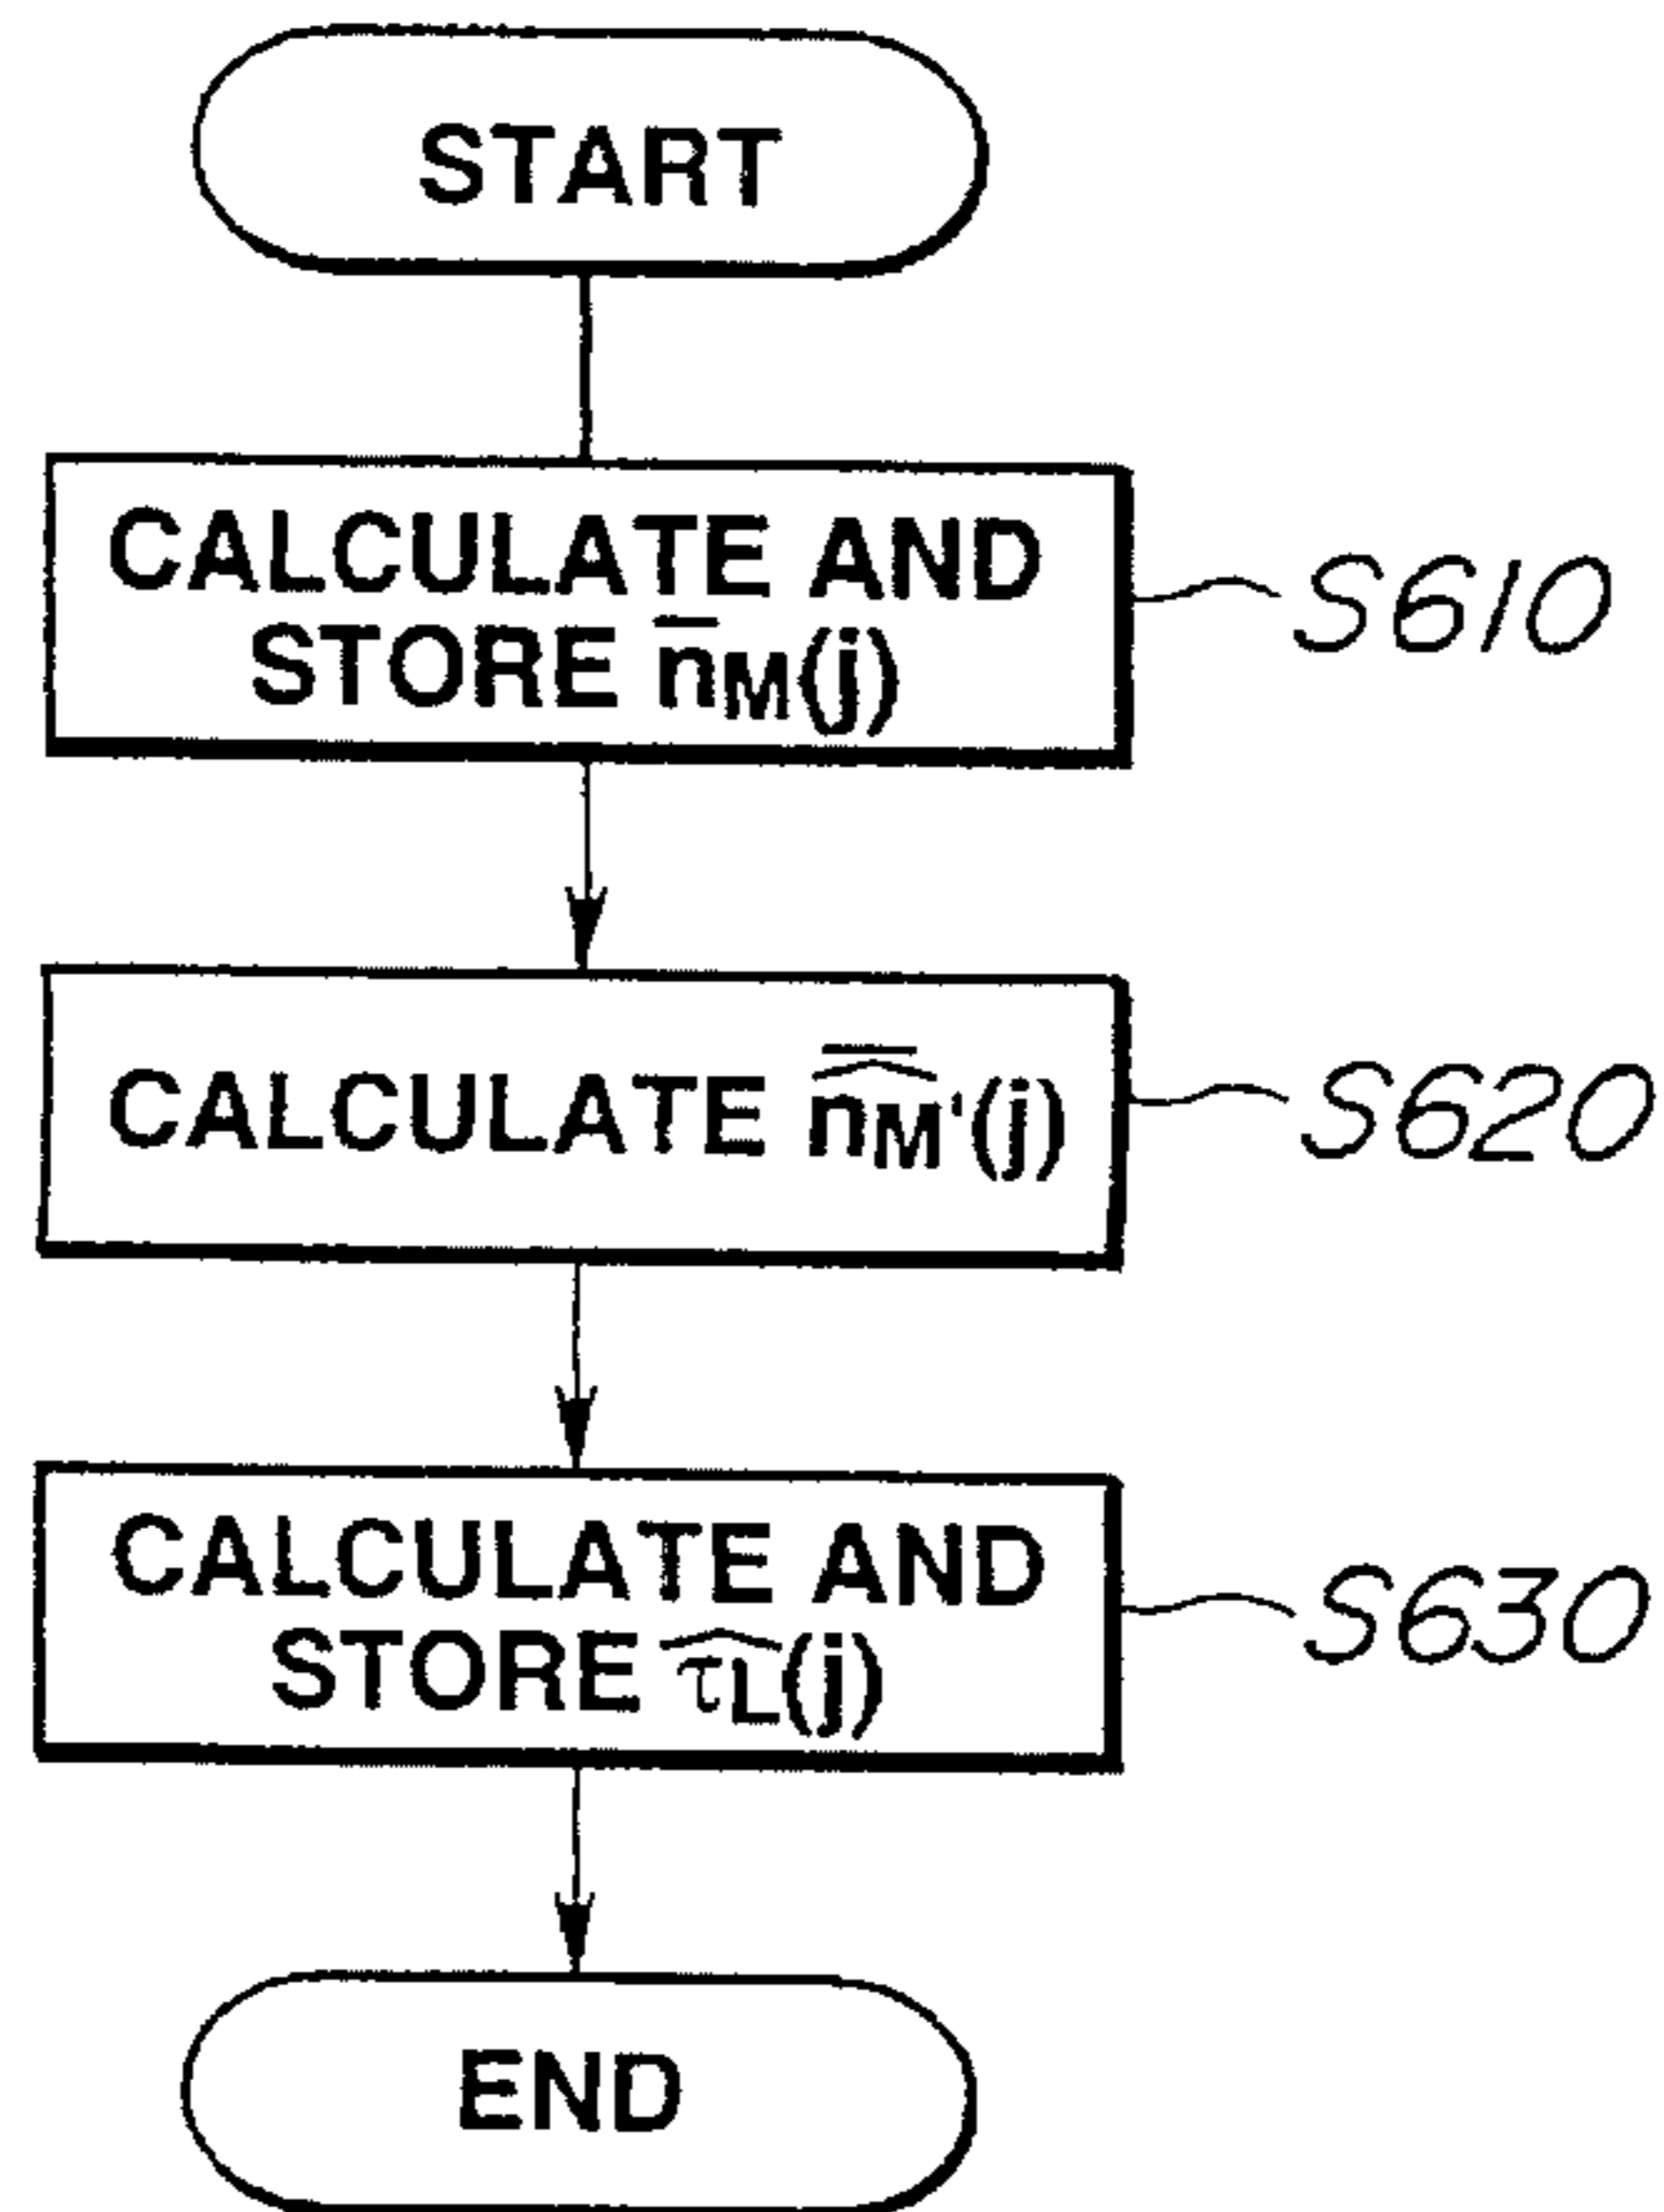 START
CALCULATE AND
STORE n̅M(j)
S610
CALCULATE n̂̅M'(j)
S620
CALCULATE AND
STORE τ̂L(j)
S630
END